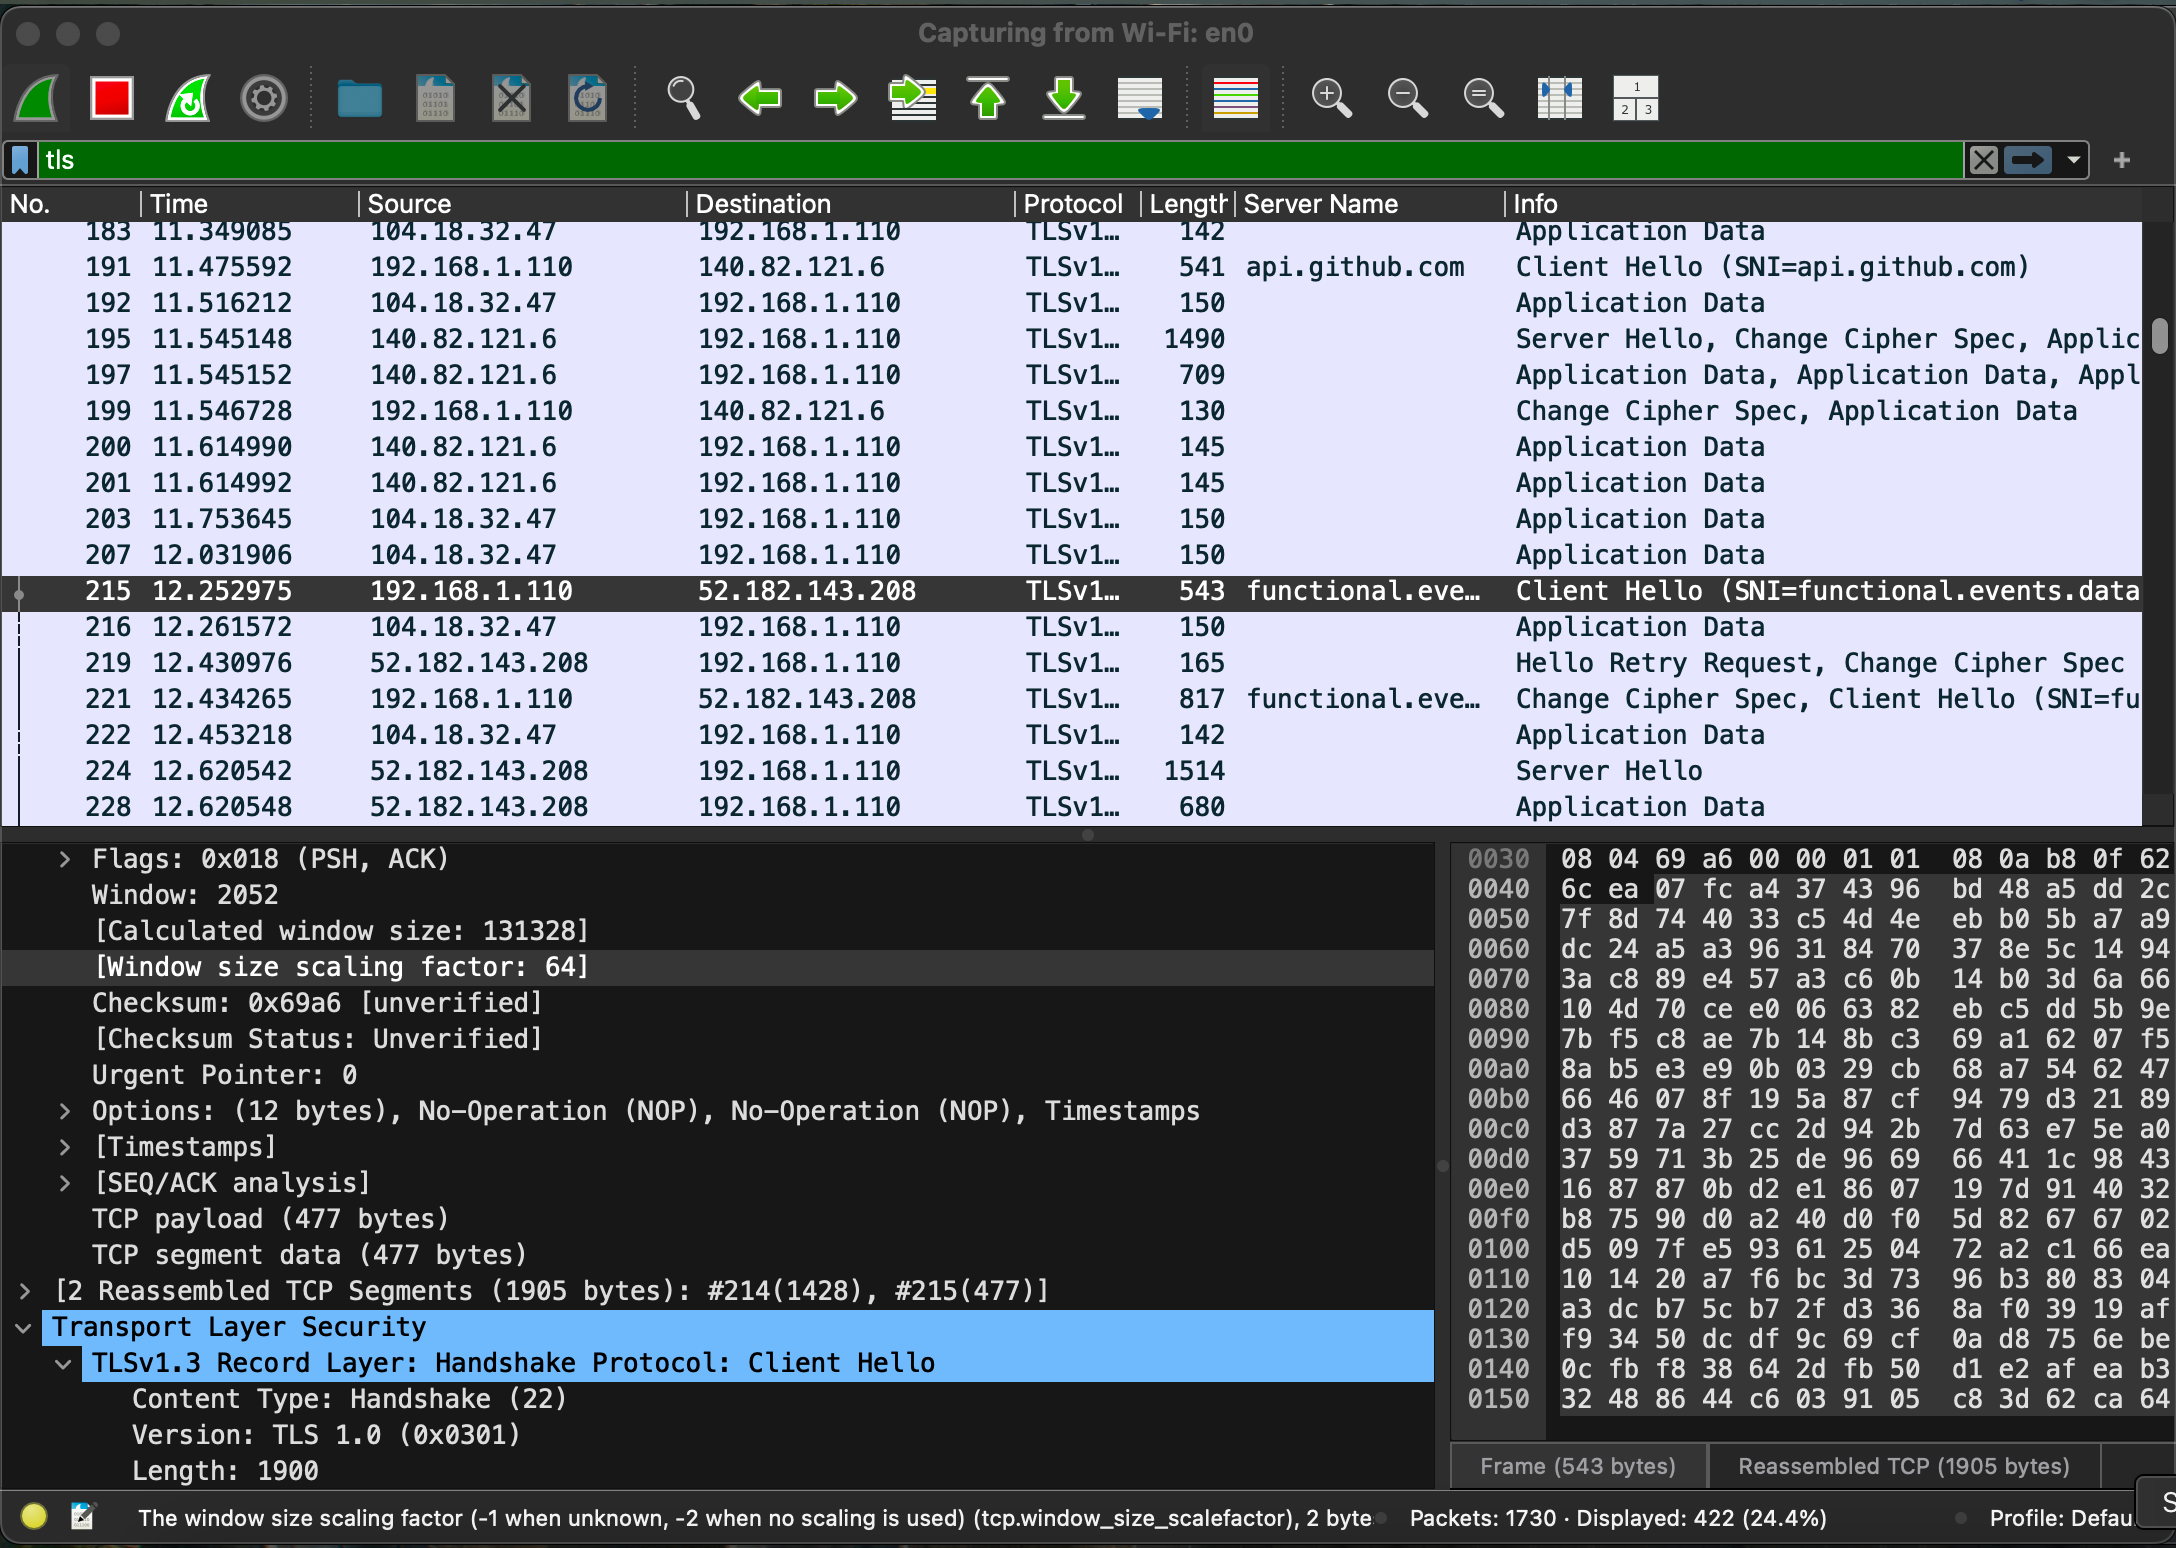 Capturing from Wi-Fi: en0
1
2 3
tls
No. Time Source Destination Protocol Length Server Name Info
183 11.349085 104.18.32.47 192.168.1.110 TLSv1… 142 Application Data
191 11.475592 192.168.1.110 140.82.121.6 TLSv1… 541 api.github.com Client Hello (SNI=api.github.com)
192 11.516212 104.18.32.47 192.168.1.110 TLSv1… 150 Application Data
195 11.545148 140.82.121.6 192.168.1.110 TLSv1… 1490 Server Hello, Change Cipher Spec, Applic
197 11.545152 140.82.121.6 192.168.1.110 TLSv1… 709 Application Data, Application Data, Appl
199 11.546728 192.168.1.110 140.82.121.6 TLSv1… 130 Change Cipher Spec, Application Data
200 11.614990 140.82.121.6 192.168.1.110 TLSv1… 145 Application Data
201 11.614992 140.82.121.6 192.168.1.110 TLSv1… 145 Application Data
203 11.753645 104.18.32.47 192.168.1.110 TLSv1… 150 Application Data
207 12.031906 104.18.32.47 192.168.1.110 TLSv1… 150 Application Data
215 12.252975 192.168.1.110 52.182.143.208 TLSv1… 543 functional.eve… Client Hello (SNI=functional.events.data
216 12.261572 104.18.32.47 192.168.1.110 TLSv1… 150 Application Data
219 12.430976 52.182.143.208 192.168.1.110 TLSv1… 165 Hello Retry Request, Change Cipher Spec
221 12.434265 192.168.1.110 52.182.143.208 TLSv1… 817 functional.eve… Change Cipher Spec, Client Hello (SNI=fu
222 12.453218 104.18.32.47 192.168.1.110 TLSv1… 142 Application Data
224 12.620542 52.182.143.208 192.168.1.110 TLSv1… 1514 Server Hello
228 12.620548 52.182.143.208 192.168.1.110 TLSv1… 680 Application Data
Flags: 0x018 (PSH, ACK)
Window: 2052
[Calculated window size: 131328]
[Window size scaling factor: 64]
Checksum: 0x69a6 [unverified]
[Checksum Status: Unverified]
Urgent Pointer: 0
Options: (12 bytes), No-Operation (NOP), No-Operation (NOP), Timestamps
[Timestamps]
[SEQ/ACK analysis]
TCP payload (477 bytes)
TCP segment data (477 bytes)
[2 Reassembled TCP Segments (1905 bytes): #214(1428), #215(477)]
Transport Layer Security
TLSv1.3 Record Layer: Handshake Protocol: Client Hello
Content Type: Handshake (22)
Version: TLS 1.0 (0x0301)
Length: 1900
0030 08 04 69 a6 00 00 01 01 08 0a b8 0f 62
0040 6c ea 07 fc a4 37 43 96 bd 48 a5 dd 2c
0050 7f 8d 74 40 33 c5 4d 4e eb b0 5b a7 a9
0060 dc 24 a5 a3 96 31 84 70 37 8e 5c 14 94
0070 3a c8 89 e4 57 a3 c6 0b 14 b0 3d 6a 66
0080 10 4d 70 ce e0 06 63 82 eb c5 dd 5b 9e
0090 7b f5 c8 ae 7b 14 8b c3 69 a1 62 07 f5
00a0 8a b5 e3 e9 0b 03 29 cb 68 a7 54 62 47
00b0 66 46 07 8f 19 5a 87 cf 94 79 d3 21 89
00c0 d3 87 7a 27 cc 2d 94 2b 7d 63 e7 5e a0
00d0 37 59 71 3b 25 de 96 69 66 41 1c 98 43
00e0 16 87 87 0b d2 e1 86 07 19 7d 91 40 32
00f0 b8 75 90 d0 a2 40 d0 f0 5d 82 67 67 02
0100 d5 09 7f e5 93 61 25 04 72 a2 c1 66 ea
0110 10 14 20 a7 f6 bc 3d 73 96 b3 80 83 04
0120 a3 dc b7 5c b7 2f d3 36 8a f0 39 19 af
0130 f9 34 50 dc df 9c 69 cf 0a d8 75 6e be
0140 0c fb f8 38 64 2d fb 50 d1 e2 af ea b3
0150 32 48 86 44 c6 03 91 05 c8 3d 62 ca 64
Frame (543 bytes) Reassembled TCP (1905 bytes)
The window size scaling factor (-1 when unknown, -2 when no scaling is used) (tcp.window_size_scalefactor), 2 byte Packets: 1730 · Displayed: 422 (24.4%) Profile: Defau